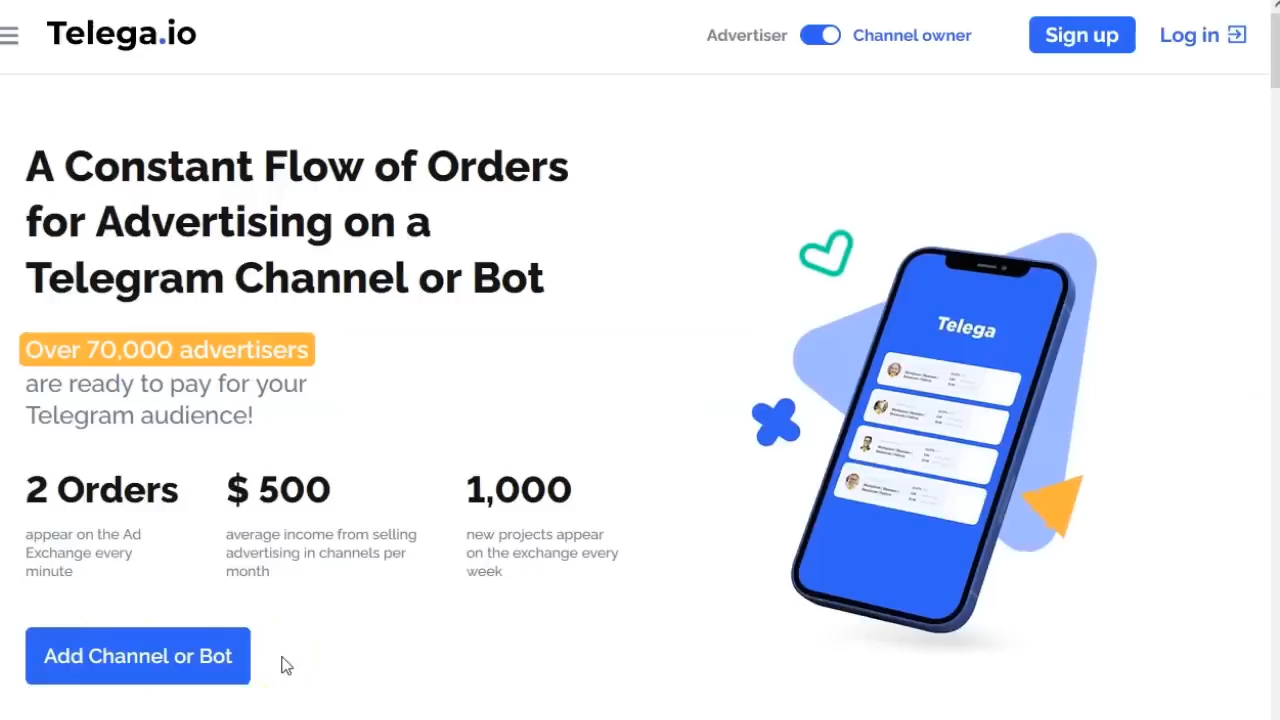 Telega.io
Advertiser
Channel owner
Sign up
Log in
A Constant Flow of Orders
for Advertising on a
Telegram Channel or Bot
Over 70,000 advertisers
are ready to pay for your
Telegram audience!
2 Orders
appear on the Ad
Exchange every
minute
$ 500
average income from selling
advertising in channels per
month
1,000
new projects appear
on the exchange every
week
Add Channel or Bot
Telega